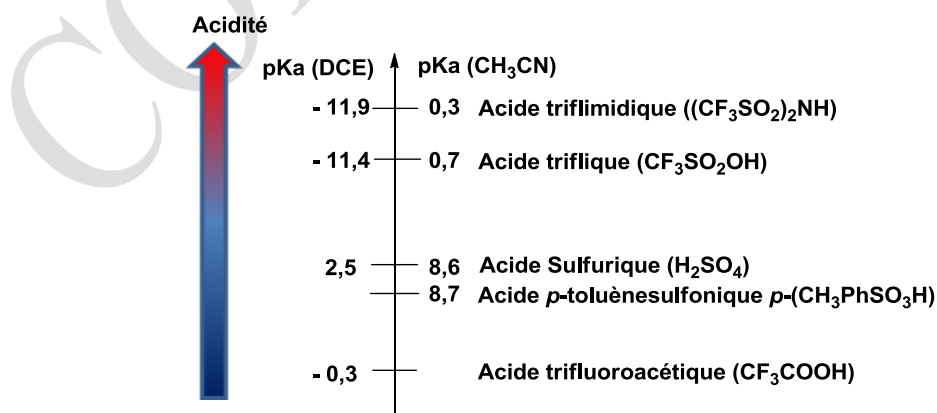 Acidité
pKa (DCE) pKa (CH3CN)
- 11,9 0,3 Acide triflimidique ((CF3SO2)2NH)
- 11,4 0,7 Acide triflique (CF3SO2OH)
2,5 8,6 Acide Sulfurique (H2SO4)
8,7 Acide p-toluènesulfonique p-(CH3PhSO3H)
- 0,3 Acide trifluoroacétique (CF3COOH)